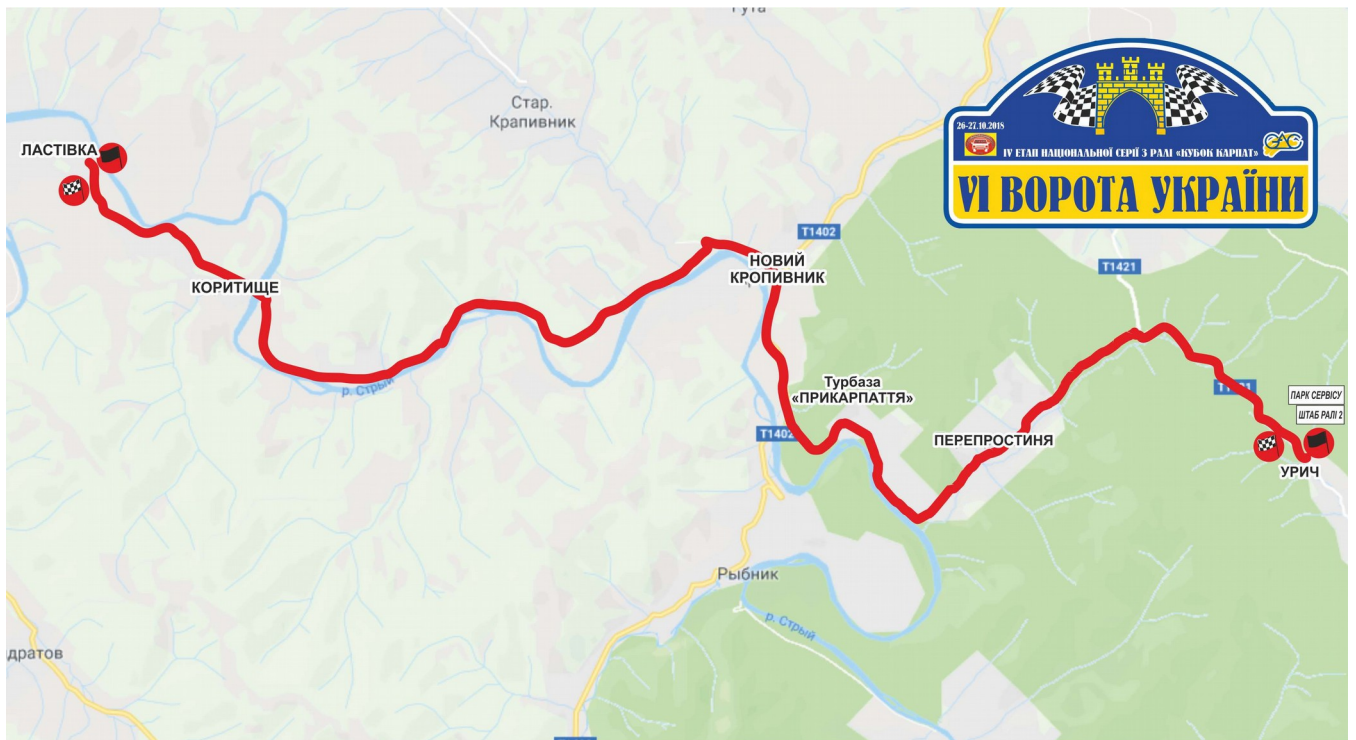 Гута
Стар.
Крапивник
ЛАСТІВКА
26-27.10.2018
IV ЕТАП НАЦІОНАЛЬНОЇ СЕРІЇ З РАЛІ «КУБОК КАРПАТ»
VI ВОРОТА УКРАЇНИ
T1402
НОВИЙ
КРОПИВНИК
T1421
КОРИТИЩЕ
р. Стрый
Турбаза
«ПРИКАРПАТТЯ»
ПАРК СЕРВІСУ
ШТАБ РАЛІ 2
T1402
ПЕРЕПРОСТИНЯ
УРИЧ
Рыбник
р. Стрый
дратов